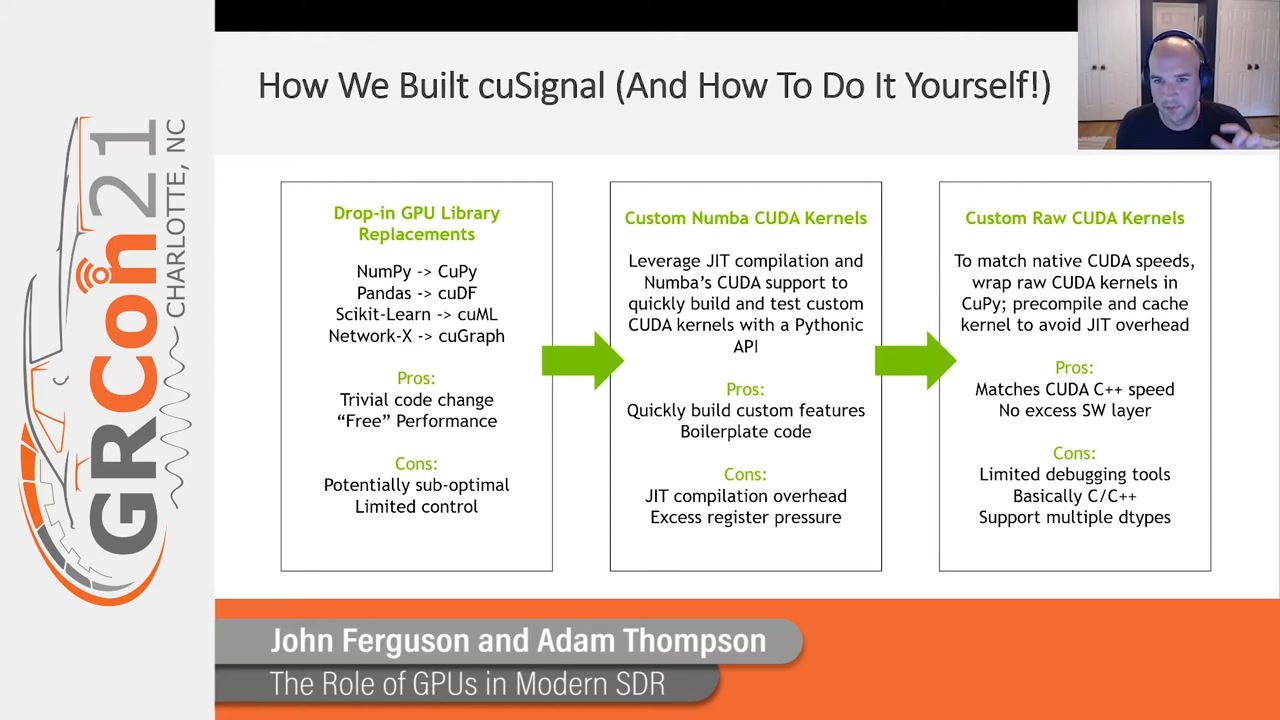 How We Built cuSignal (And How To Do It Yourself!)
GRCon21
CHARLOTTE, NC
Drop-in GPU Library
Replacements
NumPy -> CuPy
Pandas -> cuDF
Scikit-Learn -> cuML
Network-X -> cuGraph
Pros:
Trivial code change
“Free” Performance
Cons:
Potentially sub-optimal
Limited control
Custom Numba CUDA Kernels
Leverage JIT compilation and
Numba’s CUDA support to
quickly build and test custom
CUDA kernels with a Pythonic
API
Pros:
Quickly build custom features
Boilerplate code
Cons:
JIT compilation overhead
Excess register pressure
Custom Raw CUDA Kernels
To match native CUDA speeds,
wrap raw CUDA kernels in
CuPy; precompile and cache
kernel to avoid JIT overhead
Pros:
Matches CUDA C++ speed
No excess SW layer
Cons:
Limited debugging tools
Basically C/C++
Support multiple dtypes
John Ferguson and Adam Thompson
The Role of GPUs in Modern SDR